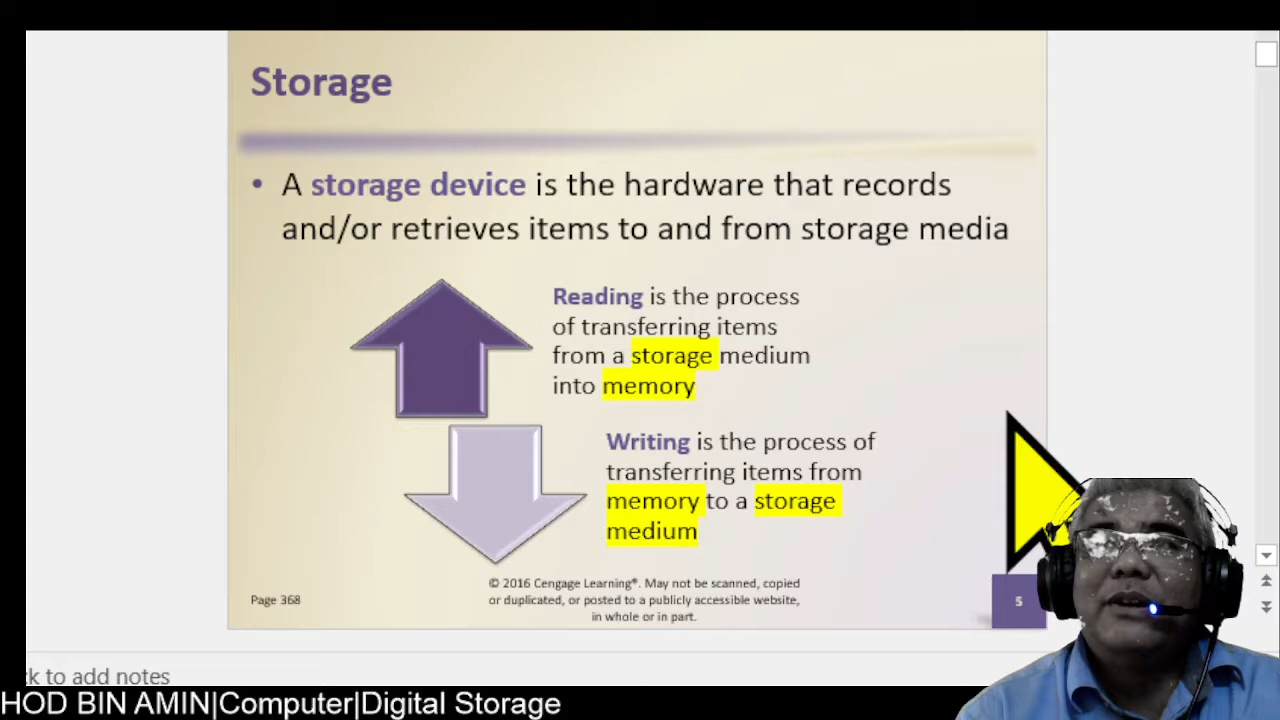 Storage
• A storage device is the hardware that records
and/or retrieves items to and from storage media
Reading is the process
of transferring items
from a storage medium
into memory
Writing is the process of
transferring items from
memory to a storage
medium
© 2016 Cengage Learning®. May not be scanned, copied
or duplicated, or posted to a publicly accessible website,
in whole or in part.
Page 368
5
to add notes
HOD BIN AMIN|Computer|Digital Storage